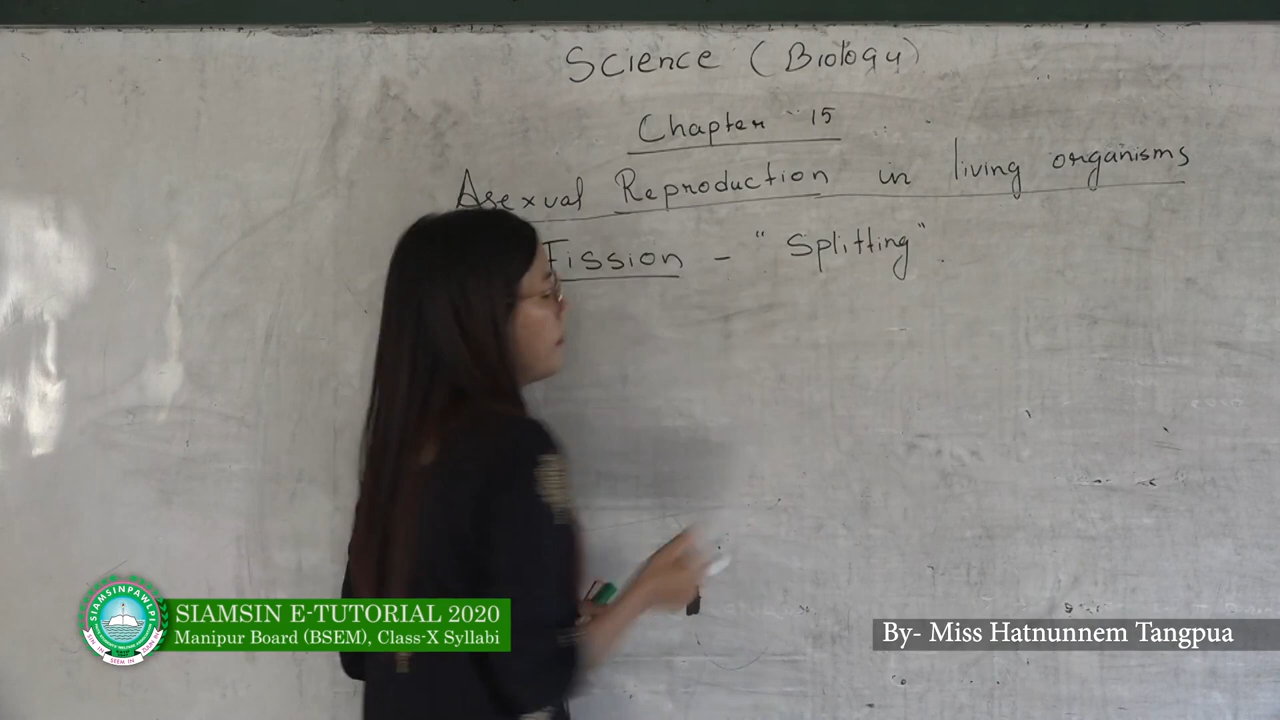 Science (Biology)
Chapter 15
Asexual Reproduction in living organisms
Fission - "Splitting"
SIAMSINPAWLPI
SIAMSIN E-TUTORIAL 2020
Manipur Board (BSEM), Class-X Syllabi
By- Miss Hatnunnem Tangpua